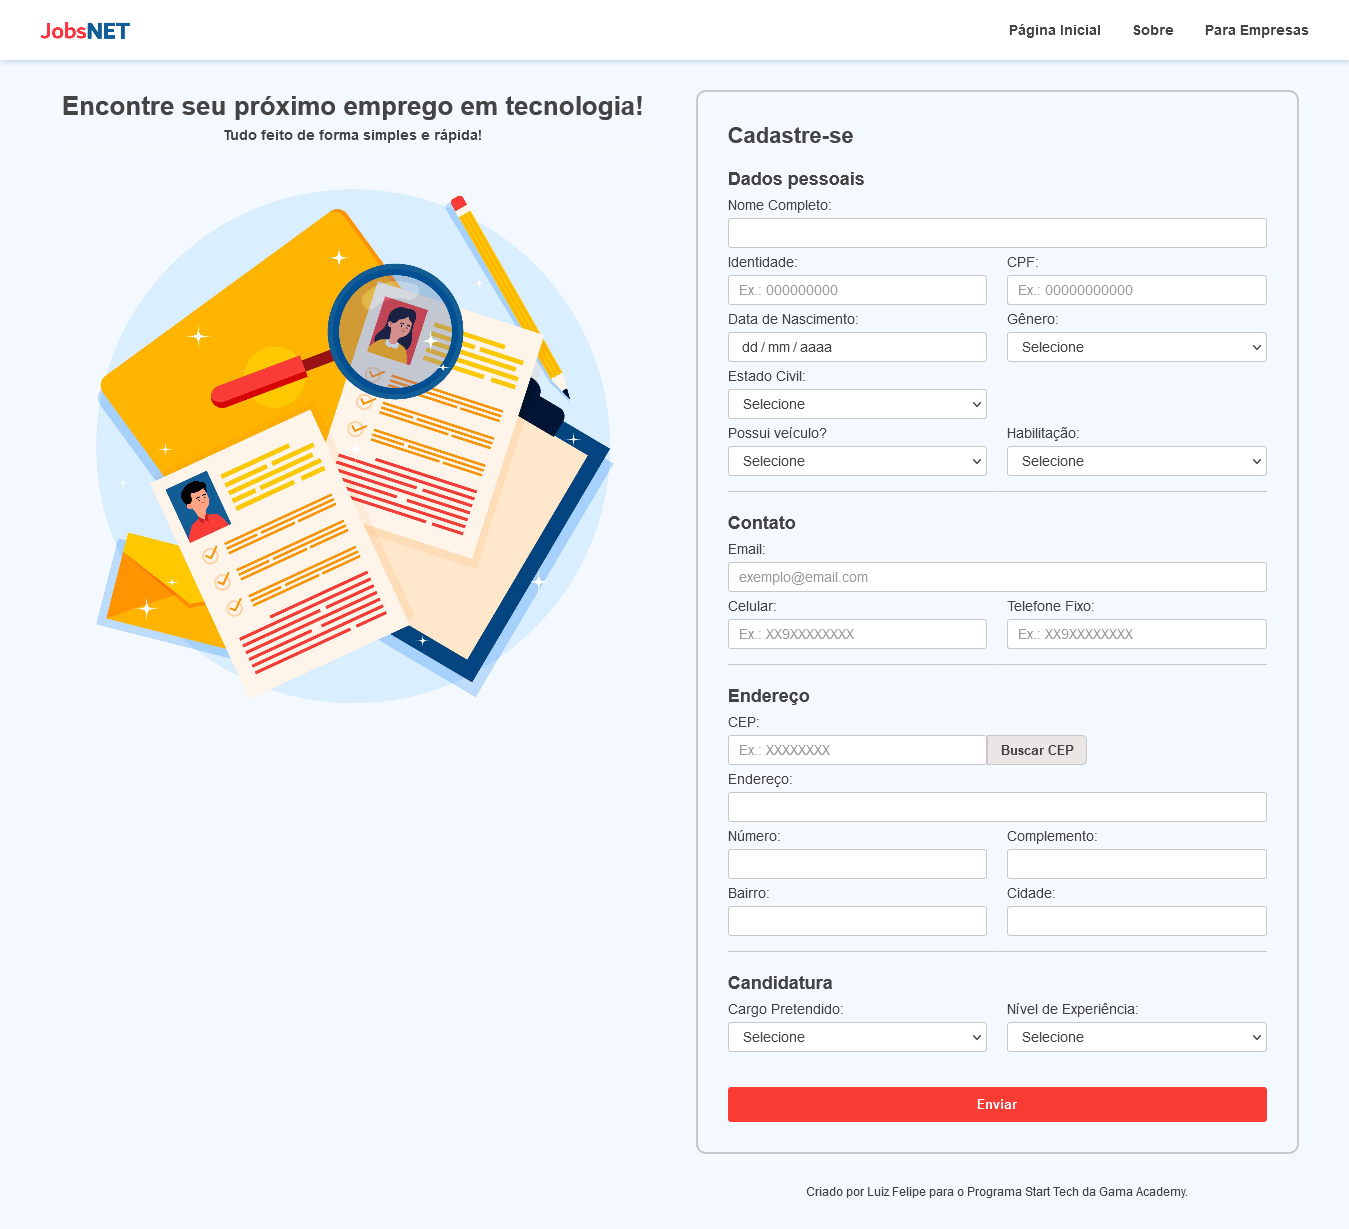 JobsNET
Página Inicial
Sobre
Para Empresas
Encontre seu próximo emprego em tecnologia!
Tudo feito de forma simples e rápida!
Cadastre-se
Dados pessoais
Nome Completo:
Identidade:
CPF:
Ex.: 000000000
Ex.: 00000000000
Data de Nascimento:
Gênero:
dd / mm / aaaa
Selecione
Estado Civil:
Selecione
Possui veículo?
Habilitação:
Selecione
Selecione
Contato
Email:
exemplo@email.com
Celular:
Telefone Fixo:
Ex.: XX9XXXXXXXX
Ex.: XX9XXXXXXXX
Endereço
CEP:
Ex.: XXXXXXXX
Buscar CEP
Endereço:
Número:
Complemento:
Bairro:
Cidade:
Candidatura
Cargo Pretendido:
Nível de Experiência:
Selecione
Selecione
Enviar
Criado por Luiz Felipe para o Programa Start Tech da Gama Academy.